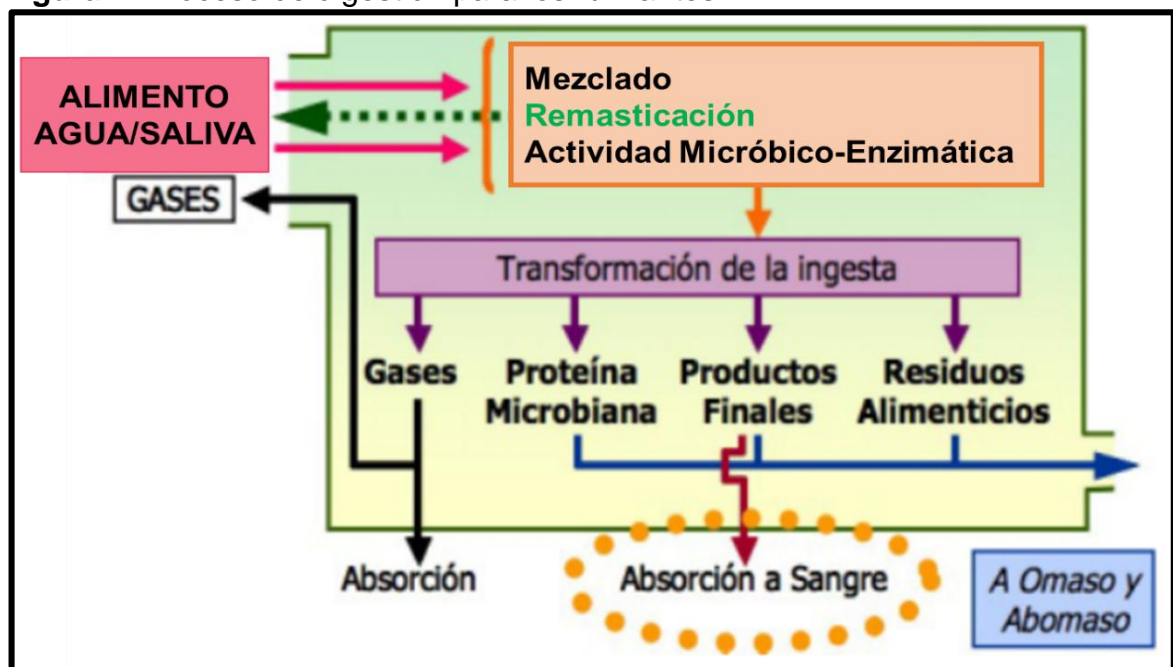 ALIMENTO
AGUA/SALIVA
Mezclado
Remasticación
Actividad Micróbico-Enzimática
GASES
Transformación de la ingesta
Gases
Proteína
Microbiana
Productos
Finales
Residuos
Alimenticios
Absorción
Absorción a Sangre
A Omaso y
Abomaso